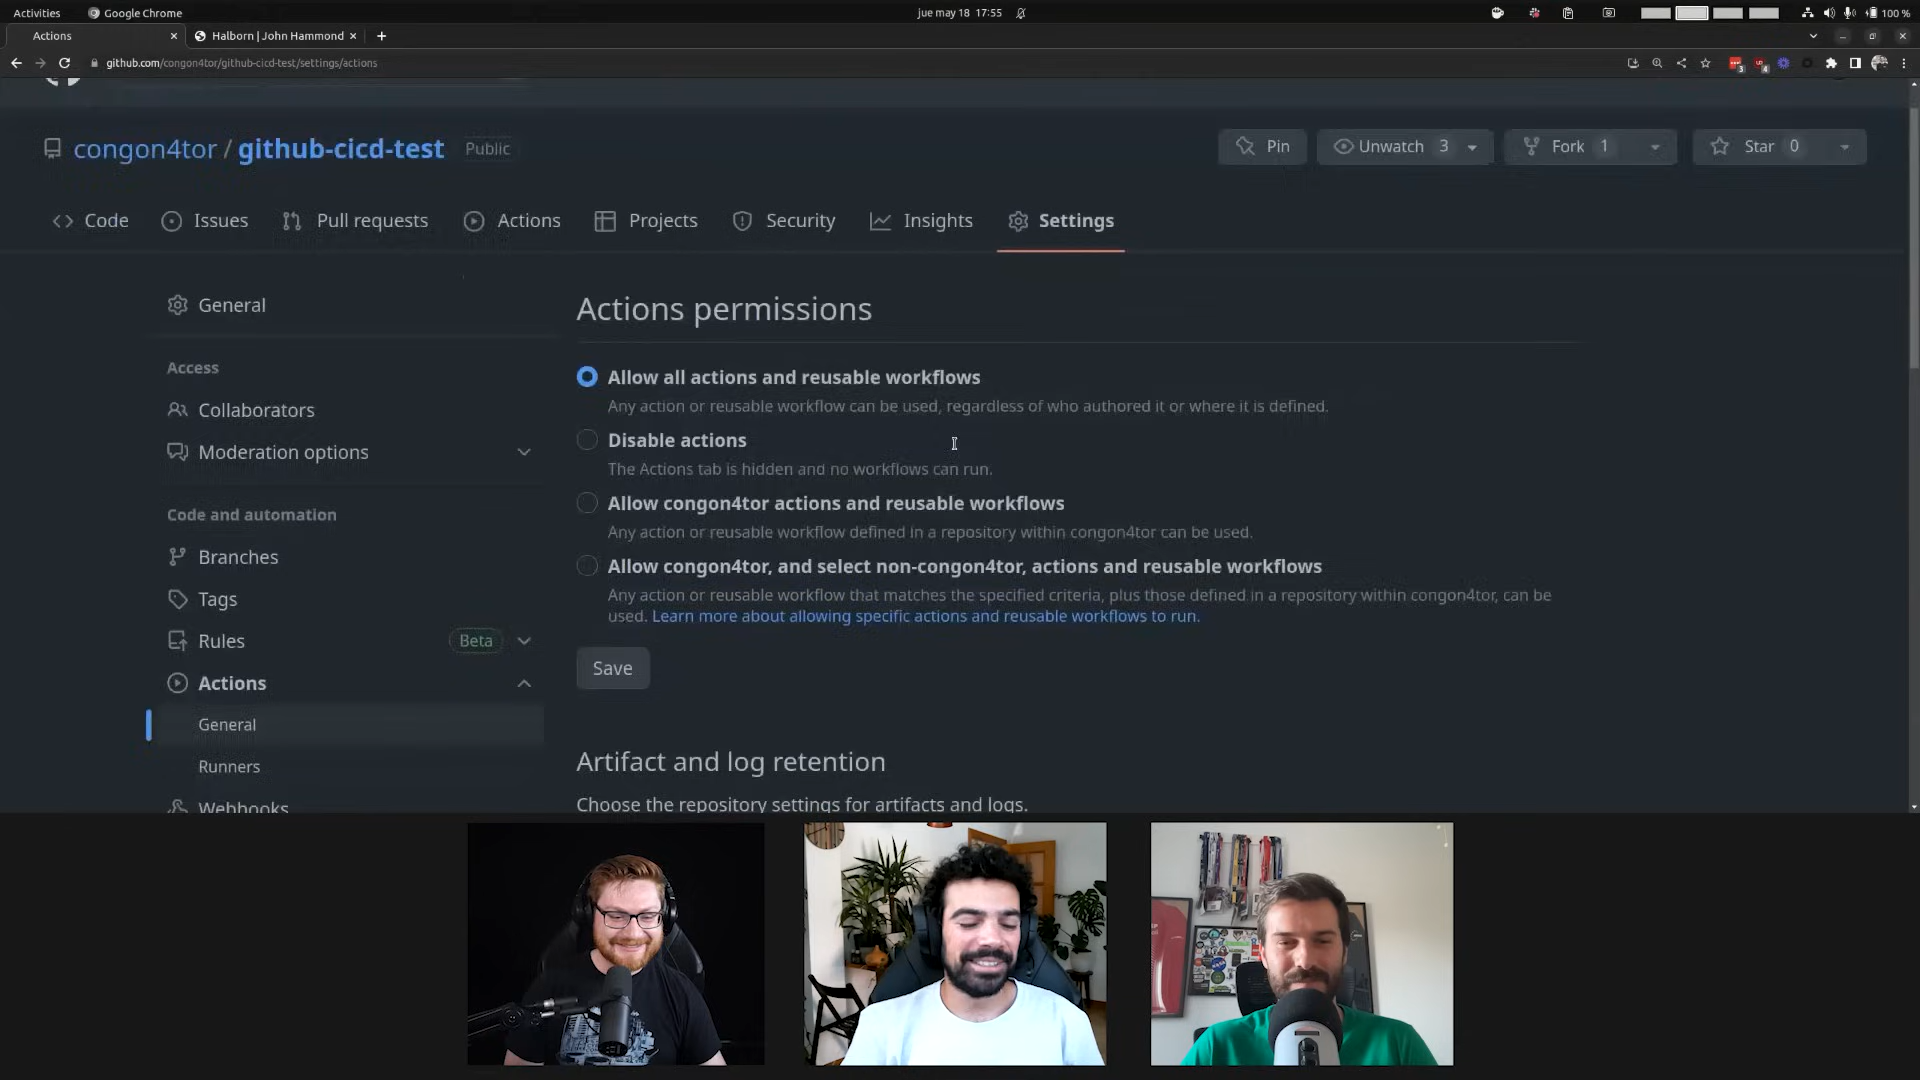 Activities
Google Chrome
jue may 18 17:55
100 %
Actions
Halborn | John Hammond
github.com/congon4tor/github-cicd-test/settings/actions
congon4tor / github-cicd-test
Public
Pin
Unwatch 3
Fork 1
Star 0
Code
Issues
Pull requests
Actions
Projects
Security
Insights
Settings
General
Access
Collaborators
Moderation options
Code and automation
Branches
Tags
Rules
Beta
Actions
General
Runners
Webhooks
Actions permissions
Allow all actions and reusable workflows
Any action or reusable workflow can be used, regardless of who authored it or where it is defined.
Disable actions
The Actions tab is hidden and no workflows can run.
Allow congon4tor actions and reusable workflows
Any action or reusable workflow defined in a repository within congon4tor can be used.
Allow congon4tor, and select non-congon4tor, actions and reusable workflows
Any action or reusable workflow that matches the specified criteria, plus those defined in a repository within congon4tor, can be
used. Learn more about allowing specific actions and reusable workflows to run.
Save
Artifact and log retention
Choose the repository settings for artifacts and logs.